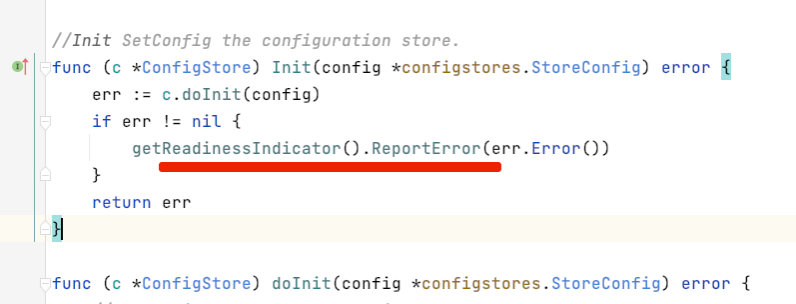 //Init SetConfig the configuration store.
func (c *ConfigStore) Init(config *configstores.StoreConfig) error {
    err := c.doInit(config)
    if err != nil {
        getReadinessIndicator().ReportError(err.Error())
    }
    return err
}
func (c *ConfigStore) doInit(config *configstores.StoreConfig) error {